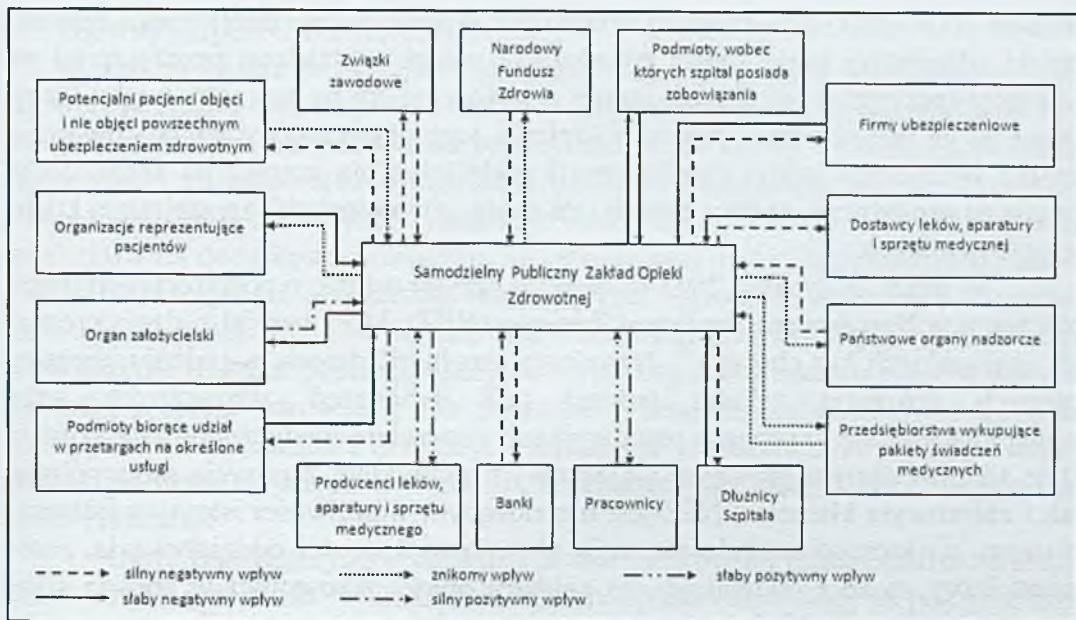 Związki
zawodowe
Narodowy
Fundusz
Zdrowia
Podmioty, wobec
których szpital posiada
zobowiązania
Potencjalni pacjenci objęci
i nie objęci powszechnym
ubezpieczeniem zdrowotnym
Firmy ubezpieczeniowe
Organizacje reprezentujące
pacjentów
Dostawcy leków, aparatury
i sprzętu medycznej
Samodzielny Publiczny Zakład Opieki
Zdrowotnej
Organ założycielski
Państwowe organy nadzorcze
Podmioty biorące udział
w przetargach na określone
usługi
Przedsiębiorstwa wykupujące
pakiety świadczeń
medycznych
Producenci leków,
aparatury i sprzętu
medycznego
Banki
Pracownicy
Dłużnicy
Szpitala
silny negatywny wpływ
znikomy wpływ
słaby pozytywny wpływ
słaby negatywny wpływ
silny pozytywny wpływ